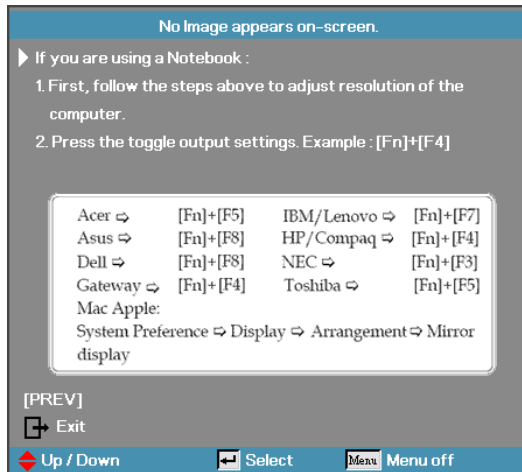 No Image appears on-screen.
If you are using a Notebook :
1. First, follow the steps above to adjust resolution of the
computer.
2. Press the toggle output settings. Example : [Fn]+[F4]
Acer ⇨ [Fn]+[F5] IBM/Lenovo ⇨ [Fn]+[F7]
Asus ⇨ [Fn]+[F8] HP/Compaq ⇨ [Fn]+[F4]
Dell ⇨ [Fn]+[F8] NEC ⇨ [Fn]+[F3]
Gateway ⇨ [Fn]+[F4] Toshiba ⇨ [Fn]+[F5]
Mac Apple:
System Preference ⇨ Display ⇨ Arrangement ⇨ Mirror
display
[PREV]
Exit
Up / Down Select Menu Menu off